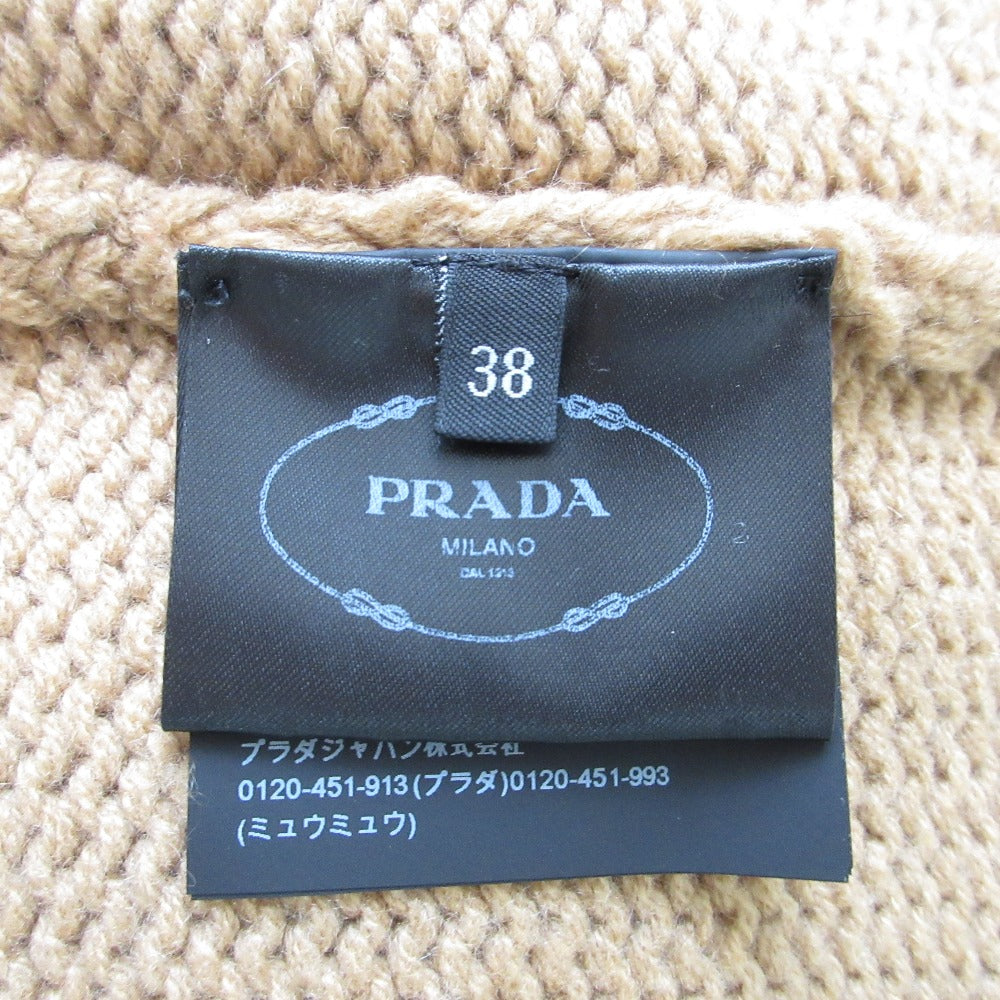 38
PRADA
MILANO
DAL 1913
プラダジャパン株式会社
0120-451-913(プラダ)0120-451-993
(ミュウミュウ)